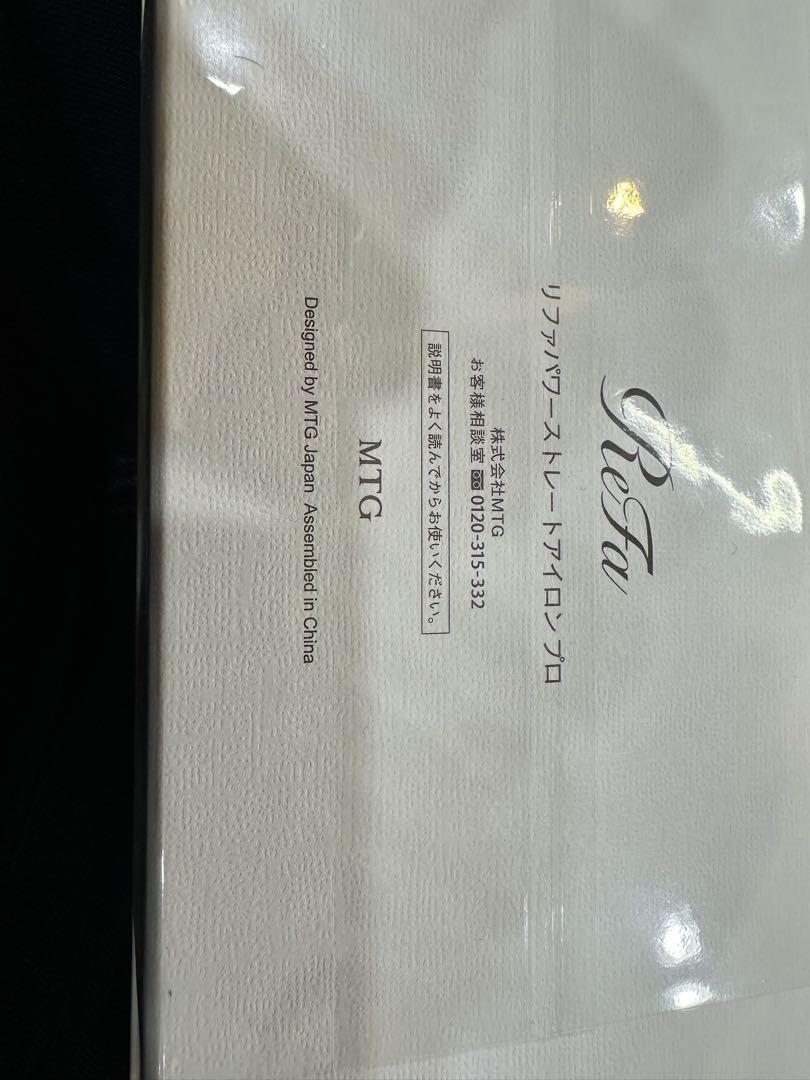 ReFa
リファパワーストレートアイロン プロ
株式会社MTG
お客様相談室 0120-315-332
説明書をよく読んでからお使いください。
MTG
Designed by MTG Japan Assembled in China